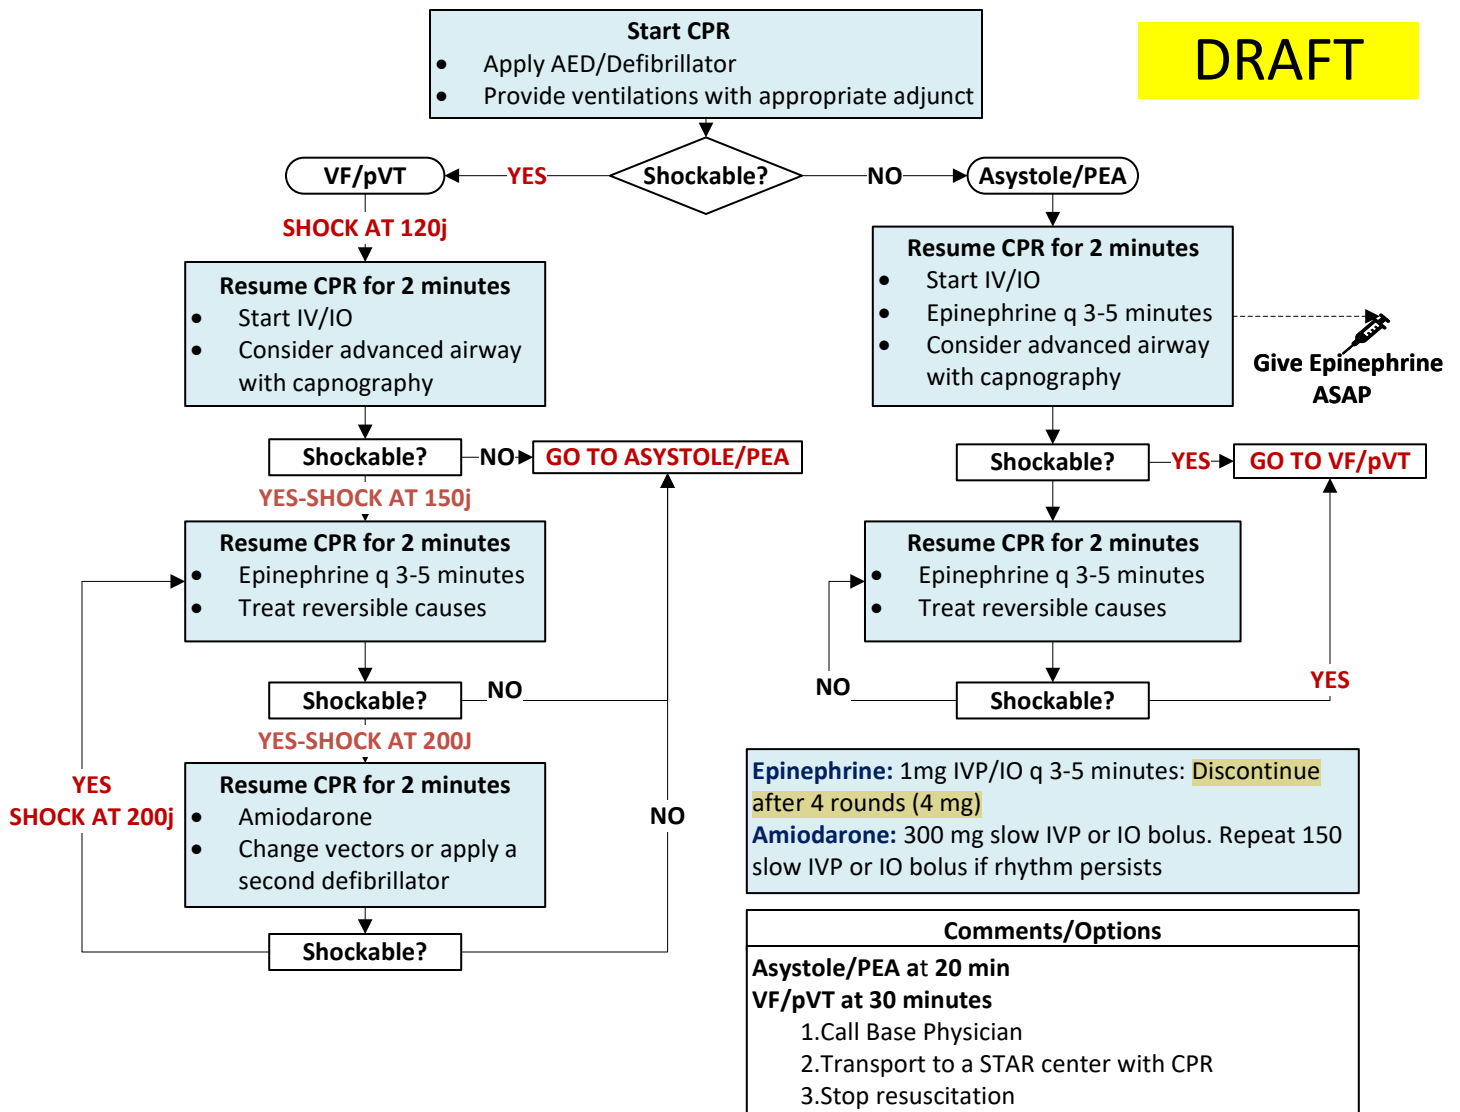 Start CPR
• Apply AED/Defibrillator
• Provide ventilations with appropriate adjunct
DRAFT
VF/pVT
YES
Shockable?
NO
Asystole/PEA
SHOCK AT 120j
Resume CPR for 2 minutes
• Start IV/IO
• Consider advanced airway
with capnography
Resume CPR for 2 minutes
• Start IV/IO
• Epinephrine q 3-5 minutes
• Consider advanced airway
with capnography
Give Epinephrine
ASAP
Shockable?
NO
GO TO ASYSTOLE/PEA
Shockable?
YES
GO TO VF/pVT
YES-SHOCK AT 150j
Resume CPR for 2 minutes
• Epinephrine q 3-5 minutes
• Treat reversible causes
Resume CPR for 2 minutes
• Epinephrine q 3-5 minutes
• Treat reversible causes
Shockable?
NO
NO
Shockable?
YES
YES-SHOCK AT 200J
YES
SHOCK AT 200j
Resume CPR for 2 minutes
• Amiodarone
• Change vectors or apply a
second defibrillator
NO
Shockable?
Epinephrine: 1mg IVP/IO q 3-5 minutes: Discontinue
after 4 rounds (4 mg)
Amiodarone: 300 mg slow IVP or IO bolus. Repeat 150
slow IVP or IO bolus if rhythm persists
Comments/Options
Asystole/PEA at 20 min
VF/pVT at 30 minutes
1.Call Base Physician
2.Transport to a STAR center with CPR
3.Stop resuscitation